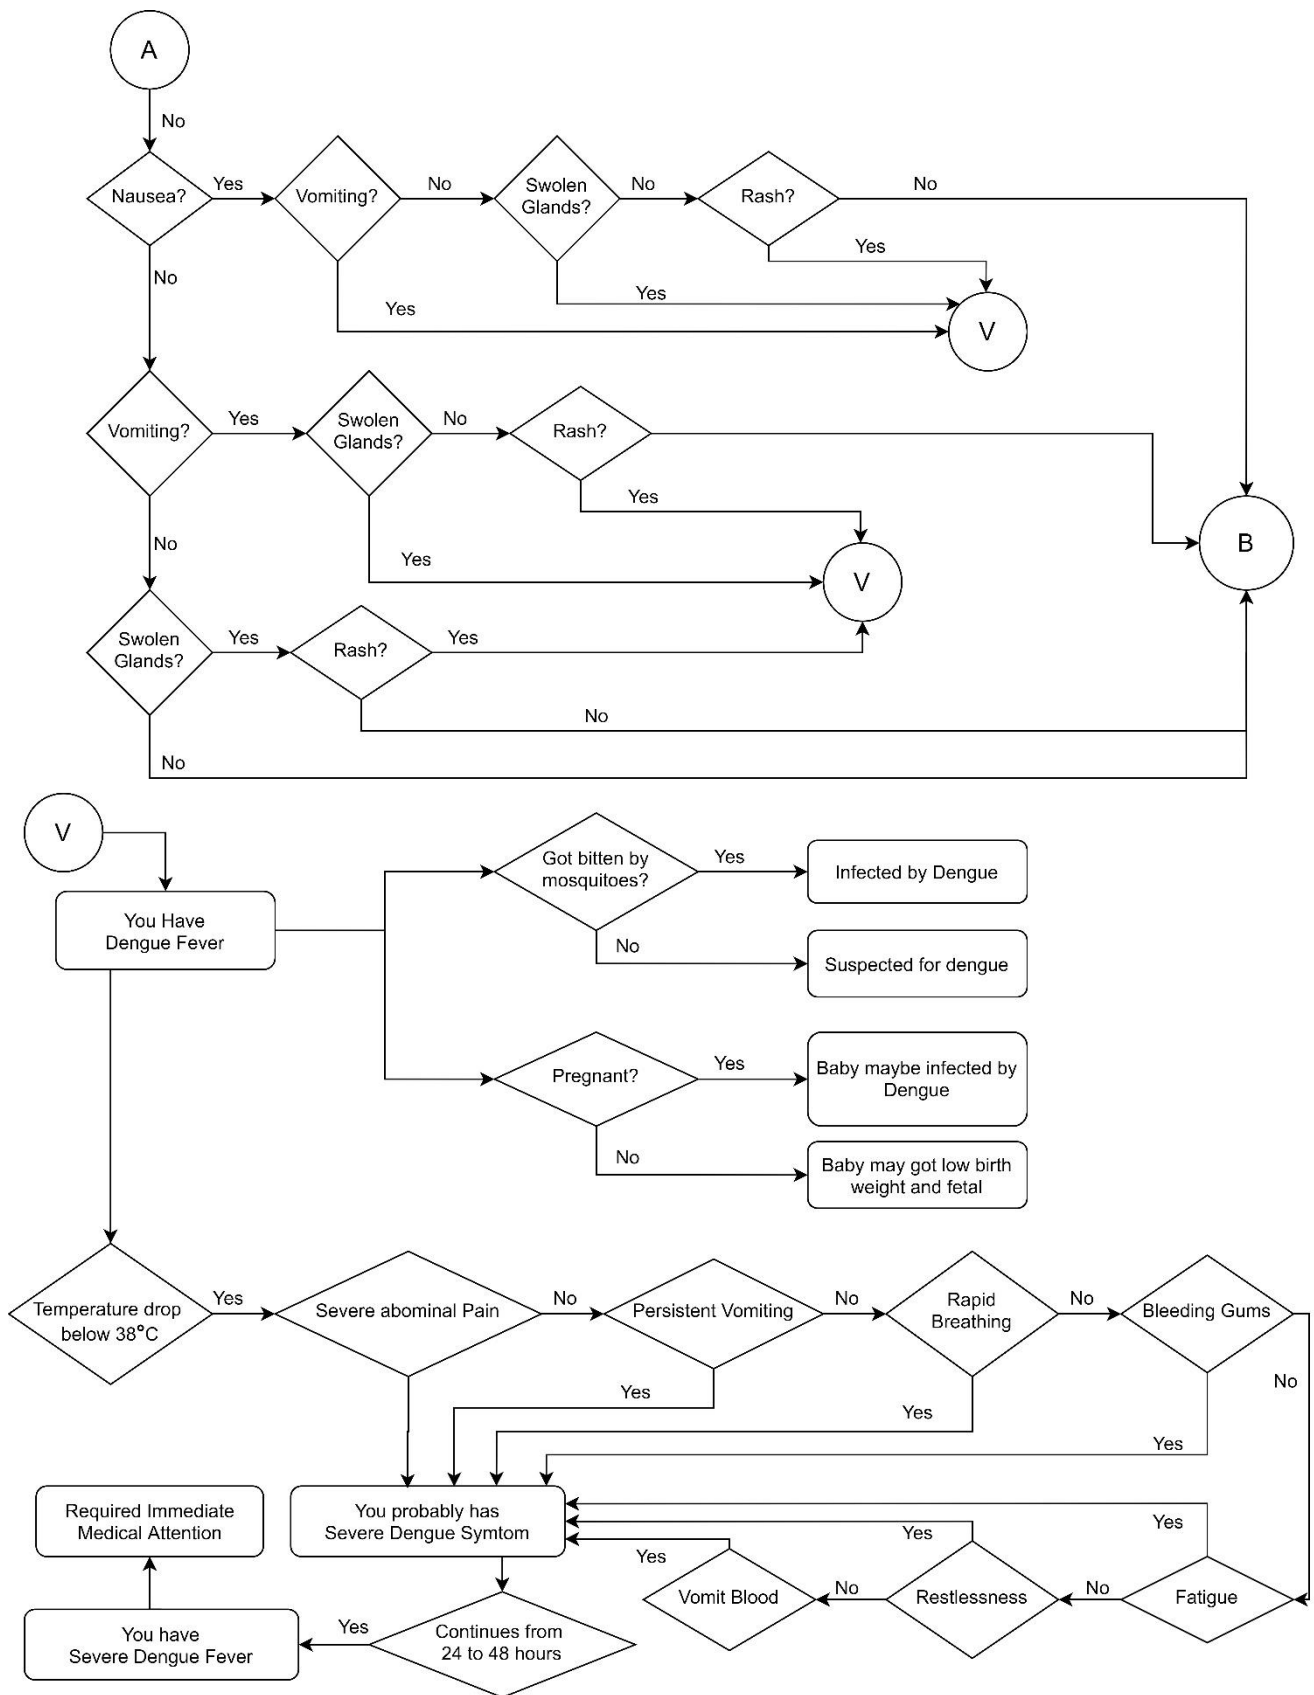 A
No
Nausea?
Yes
Vomiting?
No
Swolen
Glands?
No
Rash?
No
Yes
Yes
Yes
V
No
Vomiting?
Yes
Swolen
Glands?
No
Rash?
Yes
Yes
V
B
No
Swolen
Glands?
Yes
Rash?
Yes
No
No
V
You Have
Dengue Fever
Got bitten by
mosquitoes?
Yes
Infected by Dengue
No
Suspected for dengue
Pregnant?
Yes
Baby maybe infected by
Dengue
No
Baby may got low birth
weight and fetal
Temperature drop
below 38°C
Yes
Severe abominal Pain
No
Persistent Vomiting
No
Rapid
Breathing
No
Bleeding Gums
No
Yes
Yes
Yes
Required Immediate
Medical Attention
You probably has
Severe Dengue Symtom
Yes
Yes
Yes
Vomit Blood
No
Restlessness
No
Fatigue
You have
Severe Dengue Fever
Yes
Continues from
24 to 48 hours